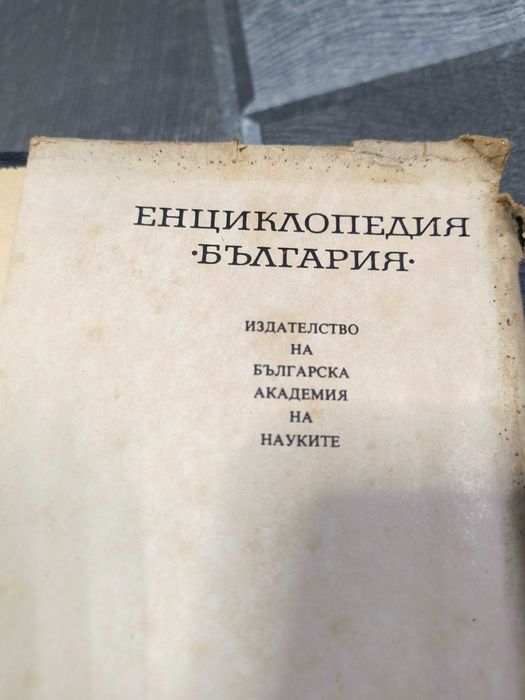 ЕНЦИКЛОПЕДИЯ
·БЪЛГАРИЯ·
ИЗДАТЕЛСТВО
НА
БЪЛГАРСКА
АКАДЕМИЯ
НА
НАУКИТЕ